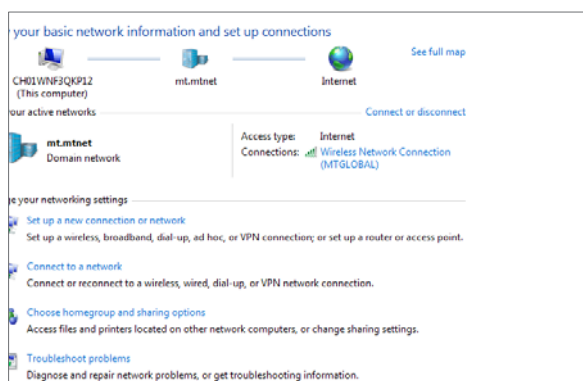 your basic network information and set up connections
See full map
CH01WNF3QKP12
(This computer)
mt.mtnet
Internet
your active networks
Connect or disconnect
mt.mtnet
Domain network
Access type: Internet
Connections: Wireless Network Connection
(MTGLOBAL)
ge your networking settings
Set up a new connection or network
Set up a wireless, broadband, dial-up, ad hoc, or VPN connection; or set up a router or access point.
Connect to a network
Connect or reconnect to a wireless, wired, dial-up, or VPN network connection.
Choose homegroup and sharing options
Access files and printers located on other network computers, or change sharing settings.
Troubleshoot problems
Diagnose and repair network problems, or get troubleshooting information.